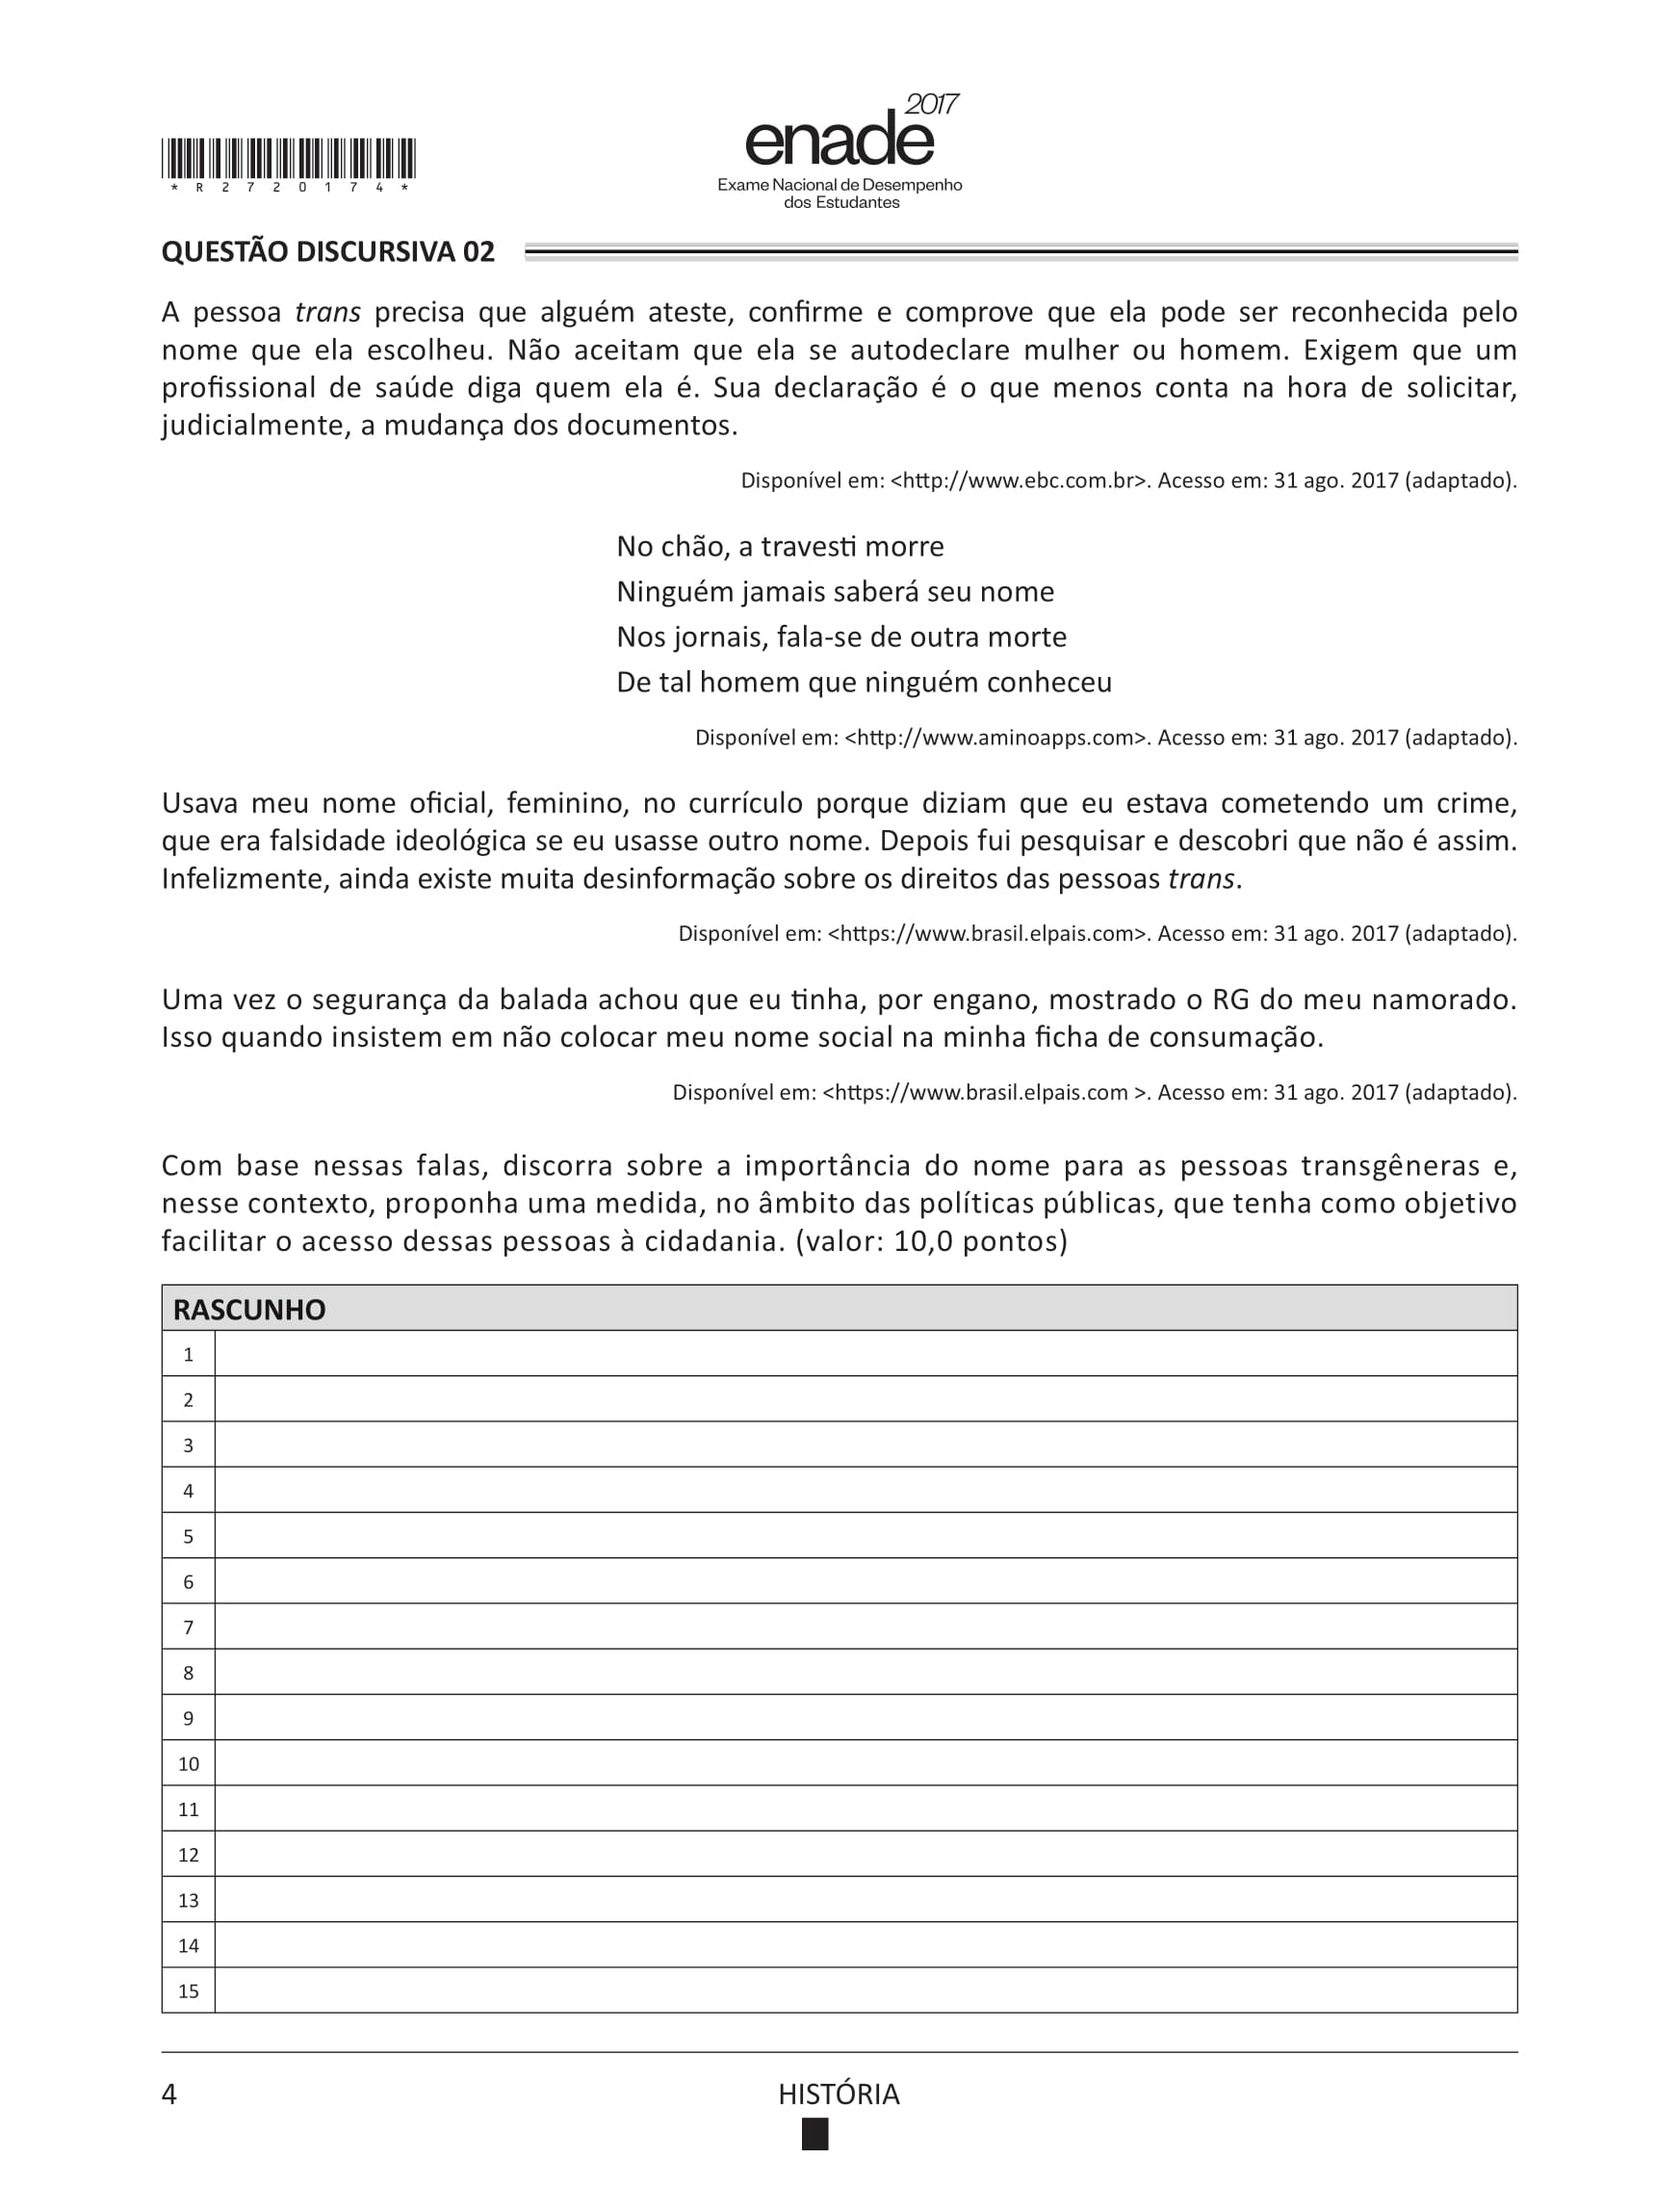 2017
enade
Exame Nacional de Desempenho
dos Estudantes
*R2720174*
QUESTÃO DISCURSIVA 02
A pessoa trans precisa que alguém ateste, confirme e comprove que ela pode ser reconhecida pelo
nome que ela escolheu. Não aceitam que ela se autodeclare mulher ou homem. Exigem que um
profissional de saúde diga quem ela é. Sua declaração é o que menos conta na hora de solicitar,
judicialmente, a mudança dos documentos.
Disponível em: <http://www.ebc.com.br>. Acesso em: 31 ago. 2017 (adaptado).
No chão, a travesti morre
Ninguém jamais saberá seu nome
Nos jornais, fala-se de outra morte
De tal homem que ninguém conheceu
Disponível em: <http://www.aminoapps.com>. Acesso em: 31 ago. 2017 (adaptado).
Usava meu nome oficial, feminino, no currículo porque diziam que eu estava cometendo um crime,
que era falsidade ideológica se eu usasse outro nome. Depois fui pesquisar e descobri que não é assim.
Infelizmente, ainda existe muita desinformação sobre os direitos das pessoas trans.
Disponível em: <https://www.brasil.elpais.com>. Acesso em: 31 ago. 2017 (adaptado).
Uma vez o segurança da balada achou que eu tinha, por engano, mostrado o RG do meu namorado.
Isso quando insistem em não colocar meu nome social na minha ficha de consumação.
Disponível em: <https://www.brasil.elpais.com >. Acesso em: 31 ago. 2017 (adaptado).
Com base nessas falas, discorra sobre a importância do nome para as pessoas transgêneras e,
nesse contexto, proponha uma medida, no âmbito das políticas públicas, que tenha como objetivo
facilitar o acesso dessas pessoas à cidadania. (valor: 10,0 pontos)
RASCUNHO
1
2
3
4
5
6
7
8
9
10
11
12
13
14
15
4
HISTÓRIA